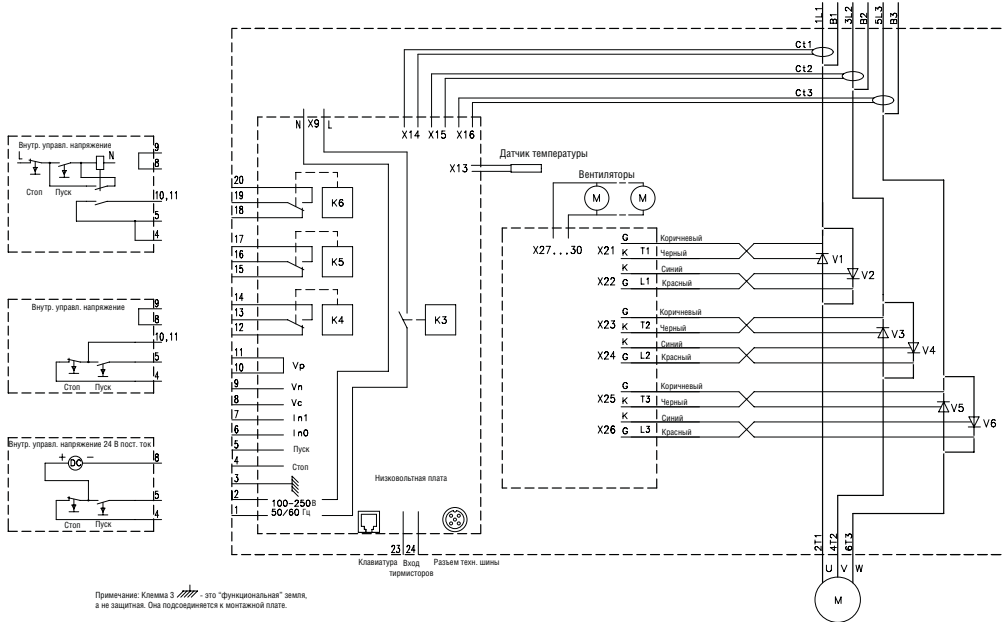 1L1 B1 3L2 B2 5L3 B3
Ct1
Ct2
Ct3
N X9 L
X14 X15 X16
X13
Датчик температуры
Вентиляторы
M M
X27...30
Внутр. управл. напряжение
L N
Стоп Пуск
9
8
10,11
5
4
Внутр. управл. напряжение
9
8
10,11
5
4
Стоп Пуск
Внутр. управл. напряжение 24 В пост. ток
+ DC −
8
5
4
Стоп Пуск
20
19
18
K6
17
16
15
K5
14
13
12
K4
K3
11
10
Vp
9 Vn
8 Vc
7 In1
6 In0
5 Пуск
4 Стоп
3
2
1
100-250В
50/60 Гц
Низковольтная плата
23 24
Клавиатура
Вход
тирмисторов
Разъем техн. шины
X21 G Коричневый
K T1 Черный
K Синий
X22 G L1 Красный
X23 G Коричневый
K T2 Черный
K Синий
X24 G L2 Красный
X25 G Коричневый
K T3 Черный
K Синий
X26 G L3 Красный
V1
V2
V3
V4
V5
V6
2T1 4T2 6T3
U V W
M
Примечание: Клемма 3 - это "функциональная" земля,
а не защитная. Она подсоединяется к монтажной плате.